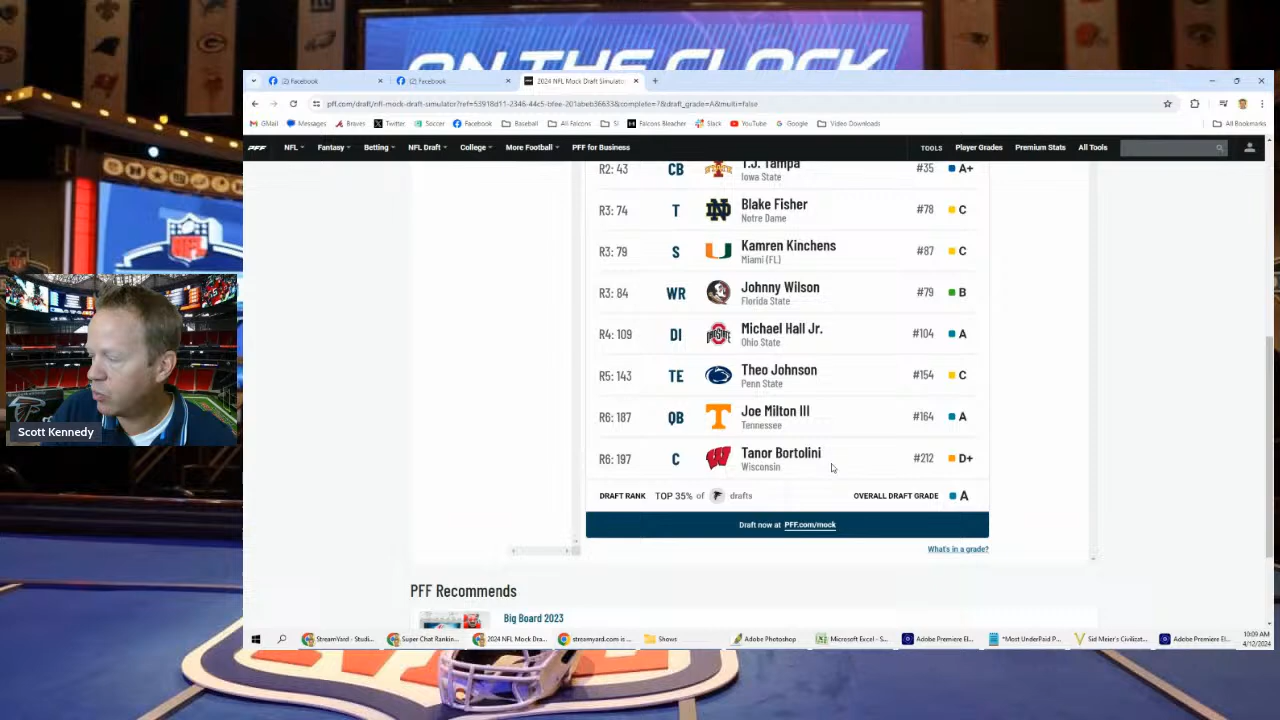 ON THE CLOCK
(2) Facebook
(2) Facebook
2024 NFL Mock Draft Simulato
pff.com/draft/nfl-mock-draft-simulator?ref=53918d11-2346-44c5-bfee-201abeb36633&complete=7&draft_grade=A&multi=false
GMail
Messages
Braves
Twitter
Soccer
Facebook
Baseball
All Falcons
SI
Falcons Bleacher
Slack
YouTube
Google
Video Downloads
All Bookmarks
PFF
NFL
Fantasy
Betting
NFL Draft
College
More Football
PFF for Business
TOOLS
Player Grades
Premium Stats
All Tools
R2: 43 CB T.J. Tampa #35 A+
Iowa State
R3: 74 T Blake Fisher #78 C
Notre Dame
R3: 79 S Kamren Kinchens #87 C
Miami (FL)
R3: 84 WR Johnny Wilson #79 B
Florida State
R4: 109 DI Michael Hall Jr. #104 A
Ohio State
R5: 143 TE Theo Johnson #154 C
Penn State
R6: 187 QB Joe Milton III #164 A
Tennessee
R6: 197 C Tanor Bortolini #212 D+
Wisconsin
DRAFT RANK TOP 35% of drafts OVERALL DRAFT GRADE A
Draft now at PFF.com/mock
What's in a grade?
PFF Recommends
Big Board 2023
Scott Kennedy
NFL
StreamYard - Studi...
Super Chat Rankin...
2024 NFL Mock Dra...
streamyard.com is ...
Shows
Adobe Photoshop
Microsoft Excel - S...
Adobe Premiere El...
*Most UnderPaid P...
Sid Meier's Civilizat...
Adobe Premiere El...
10:09 AM
4/12/2024